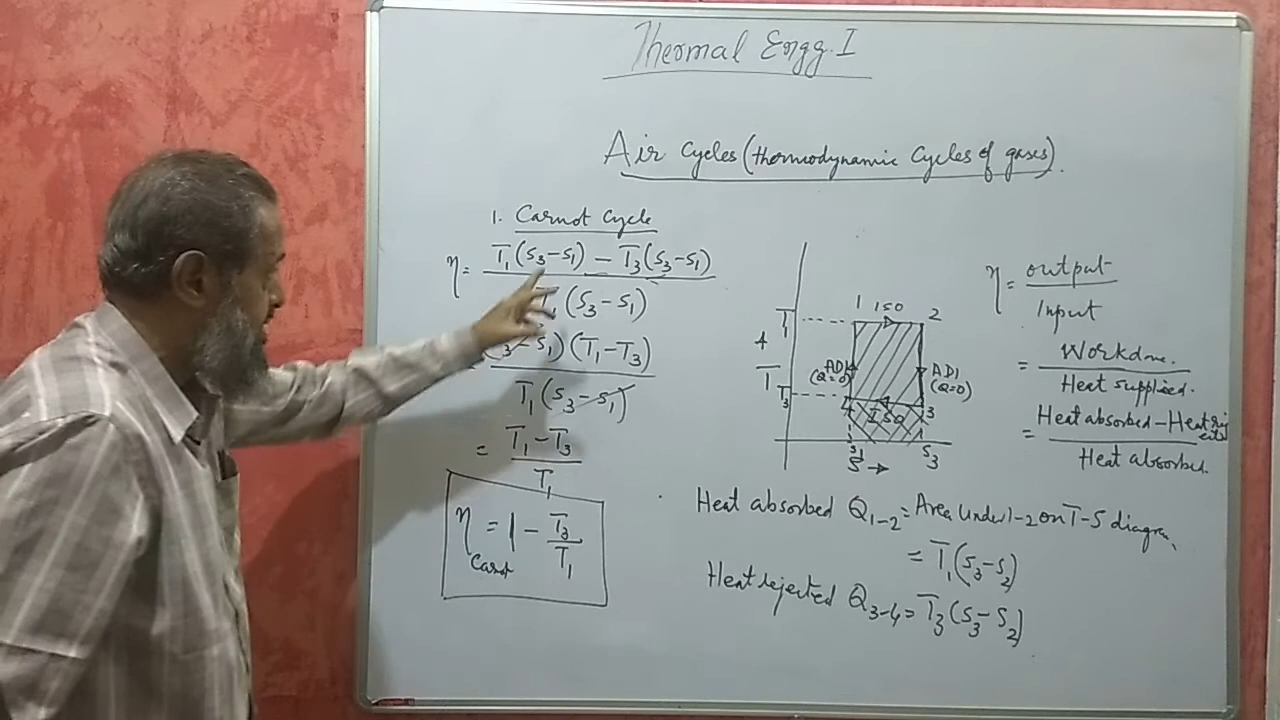 Thermal Engg. I
Air Cycles (thermodynamic Cycles of gases).
1. Carnot Cycle
η = T₁(S₃-S₁) - T₃(S₃-S₁)
(S₃-S₁)
(T₁-T₃)
T₁(S₃-S₁)
= T₁-T₃
T₁
η Carnot = 1 - T₃
T₁
1 ISO 2
T₁
↑
T
ADI
(Q=0)
ADI
(Q=0)
T₃
4 ISO 3
S₁ S₃
S →
η = output
Input
= Workdone.
Heat supplied.
= Heat absorbed - Heat rejected
Heat absorbed.
Heat absorbed Q₁₋₂ = Area Under 1-2 on T-S diagram
= T₁(S₃-S₂)
Heat rejected Q₃₋₄ = T₃(S₃-S₂)